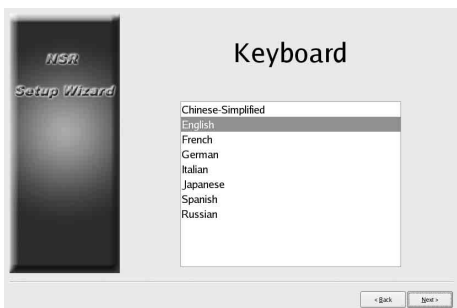 NSR
Setup Wizard
Keyboard
Chinese-Simplified
English
French
German
Italian
Japanese
Spanish
Russian
< Back
Next >